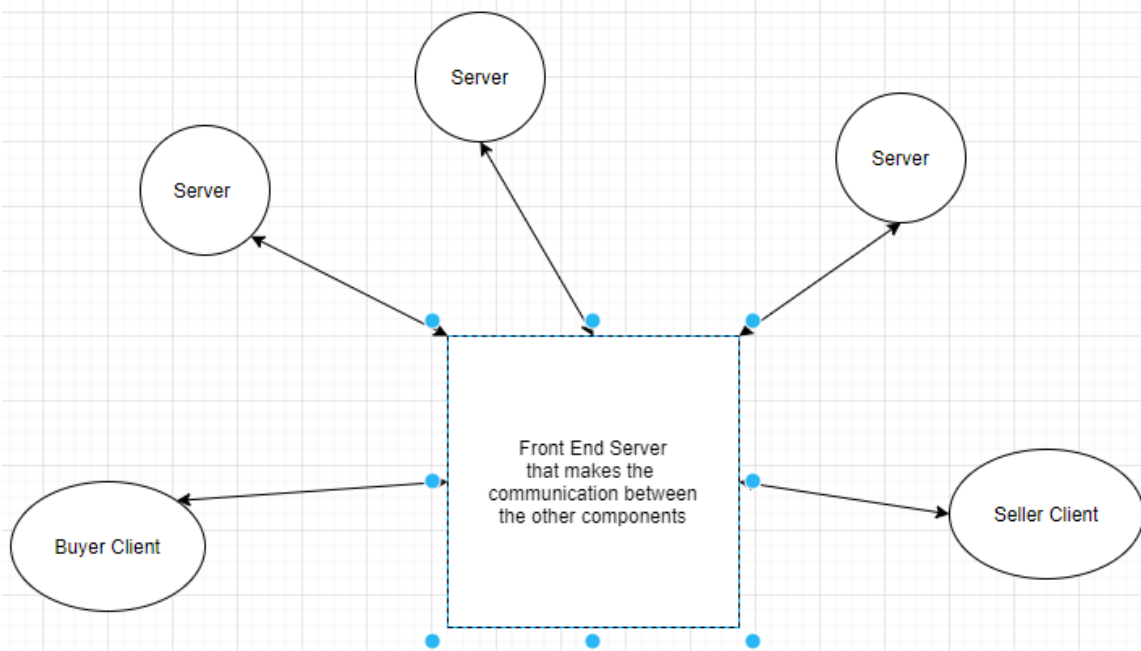 Server
Server
Server
Front End Server
that makes the
communication between
the other components
Buyer Client
Seller Client